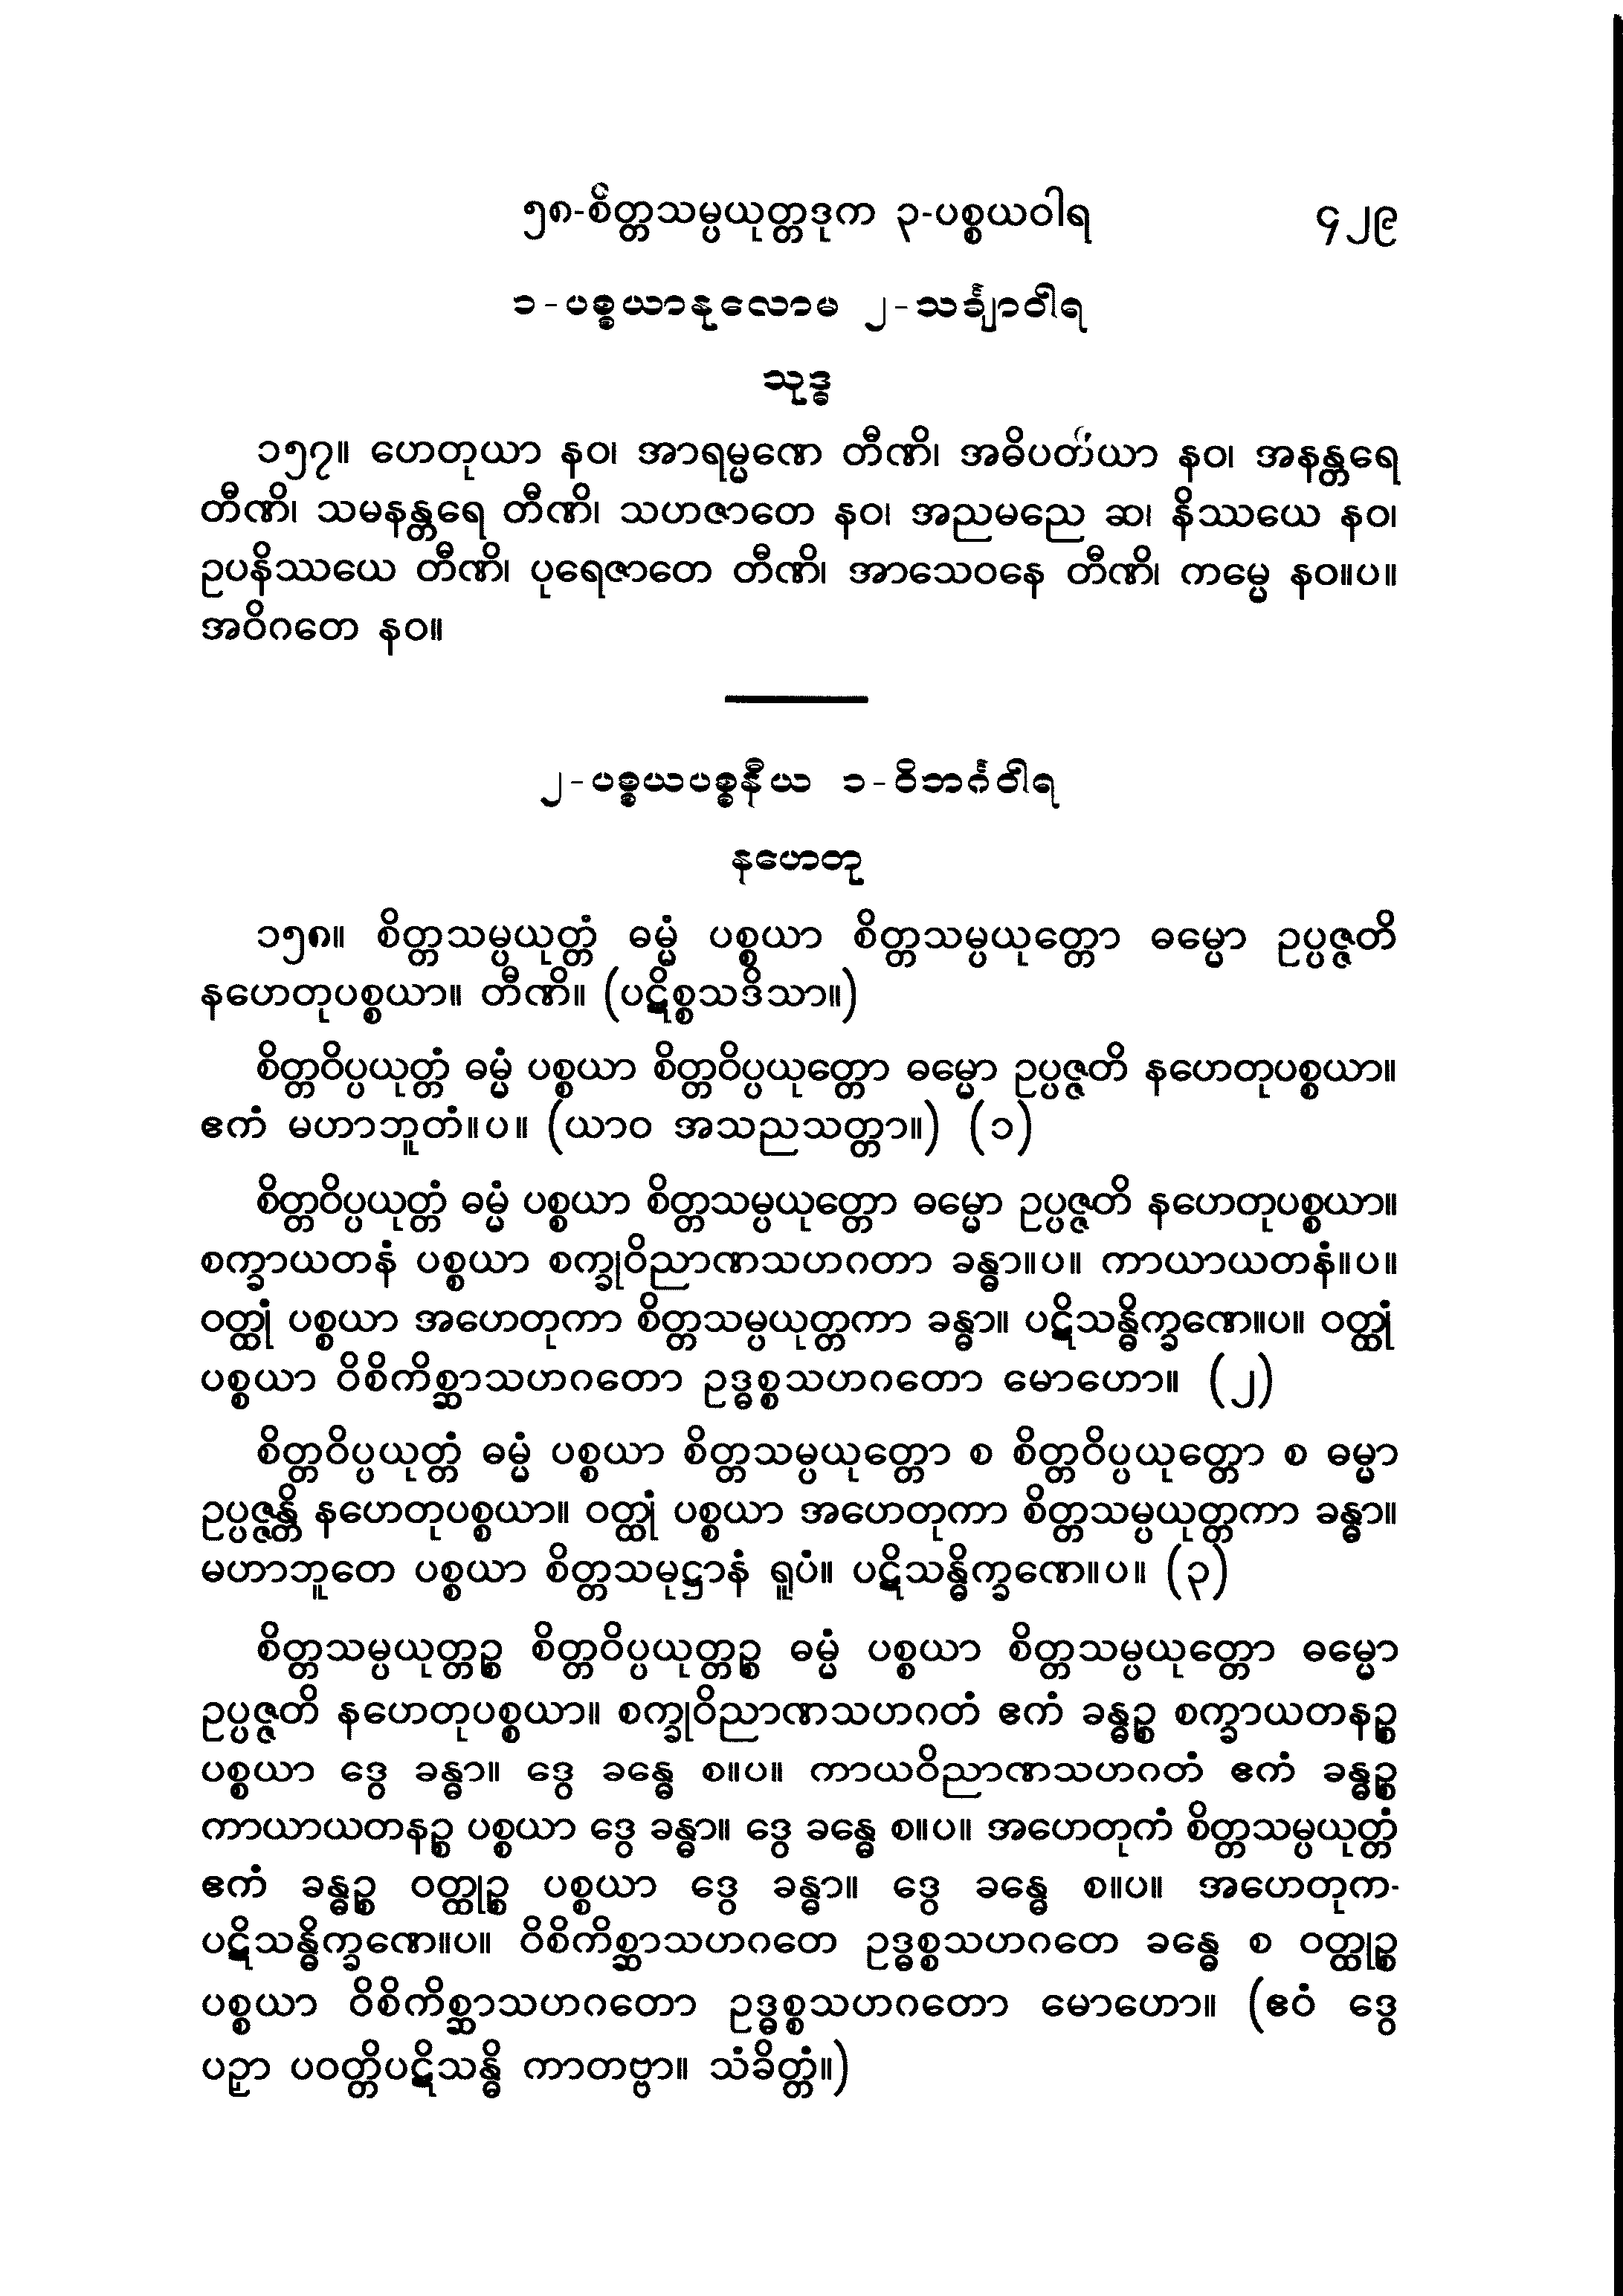 ၅၈-စိတ္တသမ္ပယုတ္တဒုက ၃-ပစ္စယဝါရ ၄၂၉
၁-ပစ္စယာနုလောမ ၂-သင်္ချာဝါရ
သုဒ္ဓ
၁၅၇။ ဟေတုယာ နဝ၊ အာရမ္မဏေ တီဏိ၊ အဓိပတိယာ နဝ၊ အနန္တရေ
တီဏိ၊ သမနန္တရေ တီဏိ၊ သဟဇာတေ နဝ၊ အညမညေ ဆ၊ နိဿယေ နဝ၊
ဥပနိဿယေ တီဏိ၊ ပုရေဇာတေ တီဏိ၊ အာသေဝနေ တီဏိ၊ ကမ္မေ နဝ။ပ။
အဝိဂတေ နဝ။
၂-ပစ္စယပစ္စနီယ ၁-ဝိဘင်္ဂဝါရ
နဟေတု
၁၅၈။ စိတ္တသမ္ပယုတ္တံ ဓမ္မံ ပစ္စယာ စိတ္တသမ္ပယုတ္တော ဓမ္မော ဥပ္ပဇ္ဇတိ
နဟေတုပစ္စယာ။ တီဏိ။ (ပဋိစ္စသဒိသာ။)
စိတ္တဝိပ္ပယုတ္တံ ဓမ္မံ ပစ္စယာ စိတ္တဝိပ္ပယုတ္တော ဓမ္မော ဥပ္ပဇ္ဇတိ နဟေတုပစ္စယာ။
ဧကံ မဟာဘူတံ။ပ။ (ယာဝ အသညသတ္တာ။) (၁)
စိတ္တဝိပ္ပယုတ္တံ ဓမ္မံ ပစ္စယာ စိတ္တသမ္ပယုတ္တော ဓမ္မော ဥပ္ပဇ္ဇတိ နဟေတုပစ္စယာ။
စက္ခာယတနံ ပစ္စယာ စက္ခုဝိညာဏသဟဂတာ ခန္ဓာ။ပ။ ကာယာယတနံ။ပ။
ဝတ္ထုံ ပစ္စယာ အဟေတုကာ စိတ္တသမ္ပယုတ္တကာ ခန္ဓာ။ ပဋိသန္ဓိက္ခဏေ။ပ။ ဝတ္ထုံ
ပစ္စယာ ဝိစိကိစ္ဆာသဟဂတော ဥဒ္ဓစ္စသဟဂတော မောဟော။ (၂)
စိတ္တဝိပ္ပယုတ္တံ ဓမ္မံ ပစ္စယာ စိတ္တသမ္ပယုတ္တော စ စိတ္တဝိပ္ပယုတ္တော စ ဓမ္မာ
ဥပ္ပဇ္ဇန္တိ နဟေတုပစ္စယာ။ ဝတ္ထုံ ပစ္စယာ အဟေတုကာ စိတ္တသမ္ပယုတ္တကာ ခန္ဓာ။
မဟာဘူတေ ပစ္စယာ စိတ္တသမုဋ္ဌာနံ ရူပံ။ ပဋိသန္ဓိက္ခဏေ။ပ။ (၃)
စိတ္တသမ္ပယုတ္တဉ္စ စိတ္တဝိပ္ပယုတ္တဉ္စ ဓမ္မံ ပစ္စယာ စိတ္တသမ္ပယုတ္တော ဓမ္မော
ဥပ္ပဇ္ဇတိ နဟေတုပစ္စယာ။ စက္ခုဝိညာဏသဟဂတံ ဧကံ ခန္ဓဉ္စ စက္ခာယတနဉ္စ
ပစ္စယာ ဒွေ ခန္ဓာ။ ဒွေ ခန္ဓေ စ။ပ။ ကာယဝိညာဏသဟဂတံ ဧကံ ခန္ဓဉ္စ
ကာယာယတနဉ္စ ပစ္စယာ ဒွေ ခန္ဓာ။ ဒွေ ခန္ဓေ စ။ပ။ အဟေတုကံ စိတ္တသမ္ပယုတ္တံ
ဧကံ ခန္ဓဉ္စ ဝတ္ထုဉ္စ ပစ္စယာ ဒွေ ခန္ဓာ။ ဒွေ ခန္ဓေ စ။ပ။ အဟေတုက-
ပဋိသန္ဓိက္ခဏေ။ပ။ ဝိစိကိစ္ဆာသဟဂတေ ဥဒ္ဓစ္စသဟဂတေ ခန္ဓေ စ ဝတ္ထုဉ္စ
ပစ္စယာ ဝိစိကိစ္ဆာသဟဂတော ဥဒ္ဓစ္စသဟဂတော မောဟော။ (ဧဝံ ဒွေ
ပဉှာ ပဝတ္တိပဋိသန္ဓိ ကာတဗ္ဗာ။ သံခိတ္တံ။)